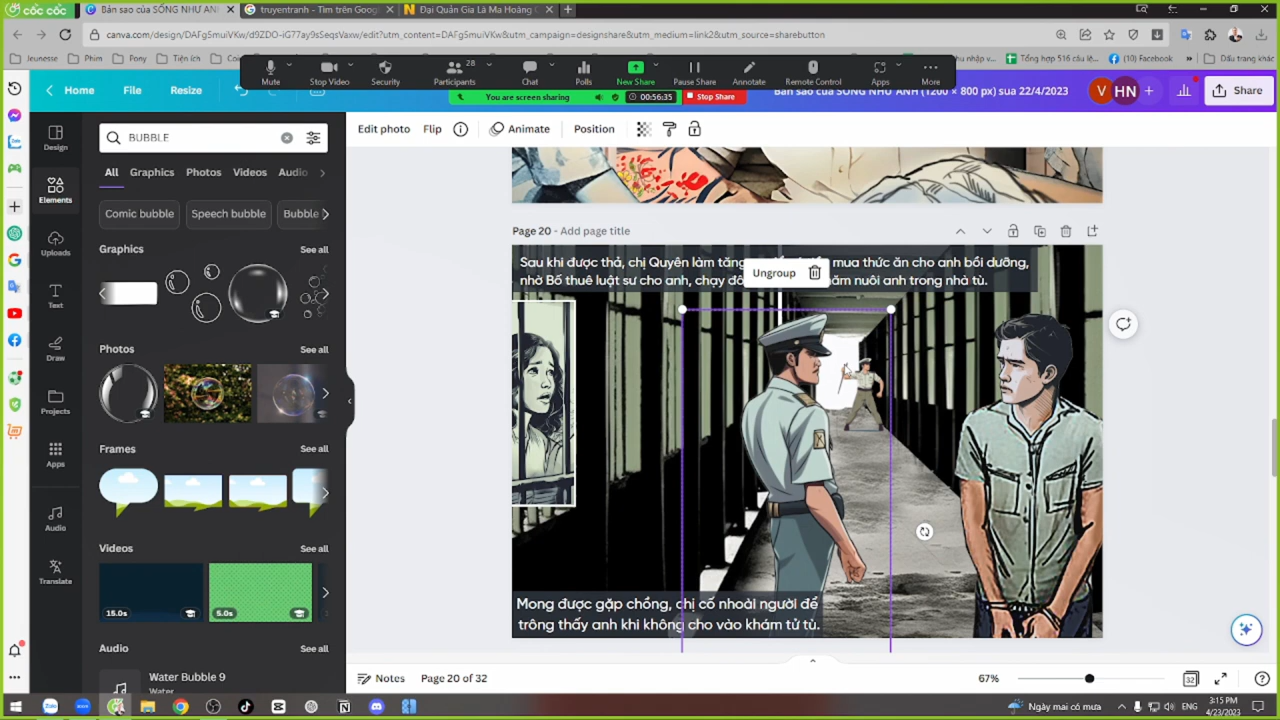 cốc cốc
Bản sao của SỐNG NHƯ ANH
truyentranh - Tìm trên Googl
Đại Quản Gia Là Ma Hoàng C
canva.com/design/DAFg5muiVKw/d9ZDO-iG77ay9sSeqsVaxw/edit?utm_content=DAFg5muiVKw&utm_campaign=designshare&utm_medium=link2&utm_source=sharebutton
Jeunesse
Phim
Pony
Tiện ích
Coi
hu nhập v...
Tổng hợp 516 câu lệ...
(10) Facebook
Dấu trang khác
Mute
Stop Video
Security
Participants
28
Chat
Polls
New Share
Pause Share
Annotate
Remote Control
Apps
More
You are screen sharing
00:56:35
Stop Share
Home
File
Resize
Bản sao của SỐNG NHƯ ANH (1200 × 800 px) sua 22/4/2023
V
HN
Share
Design
Elements
Uploads
Text
Draw
Projects
Apps
Audio
Translate
BUBBLE
All
Graphics
Photos
Videos
Audio
Comic bubble
Speech bubble
Bubble
Graphics
See all
Photos
See all
Frames
See all
Videos
See all
15.0s
5.0s
Audio
See all
Water Bubble 9
Water
Edit photo
Flip
Animate
Position
Page 20 - Add page title
Ungroup
Sau khi được thả, chị Quyên làm tăng mua thức ăn cho anh bồi dưỡng,
nhờ Bố thuê luật sư cho anh, chạy nuôi anh trong nhà tù.
Mong được gặp chồng, chị cố nhoài người để
trông thấy anh khi không cho vào khám tử tù.
Notes
Page 20 of 32
67%
32
Ngày mai có mưa
ENG
3:15 PM
4/23/2023